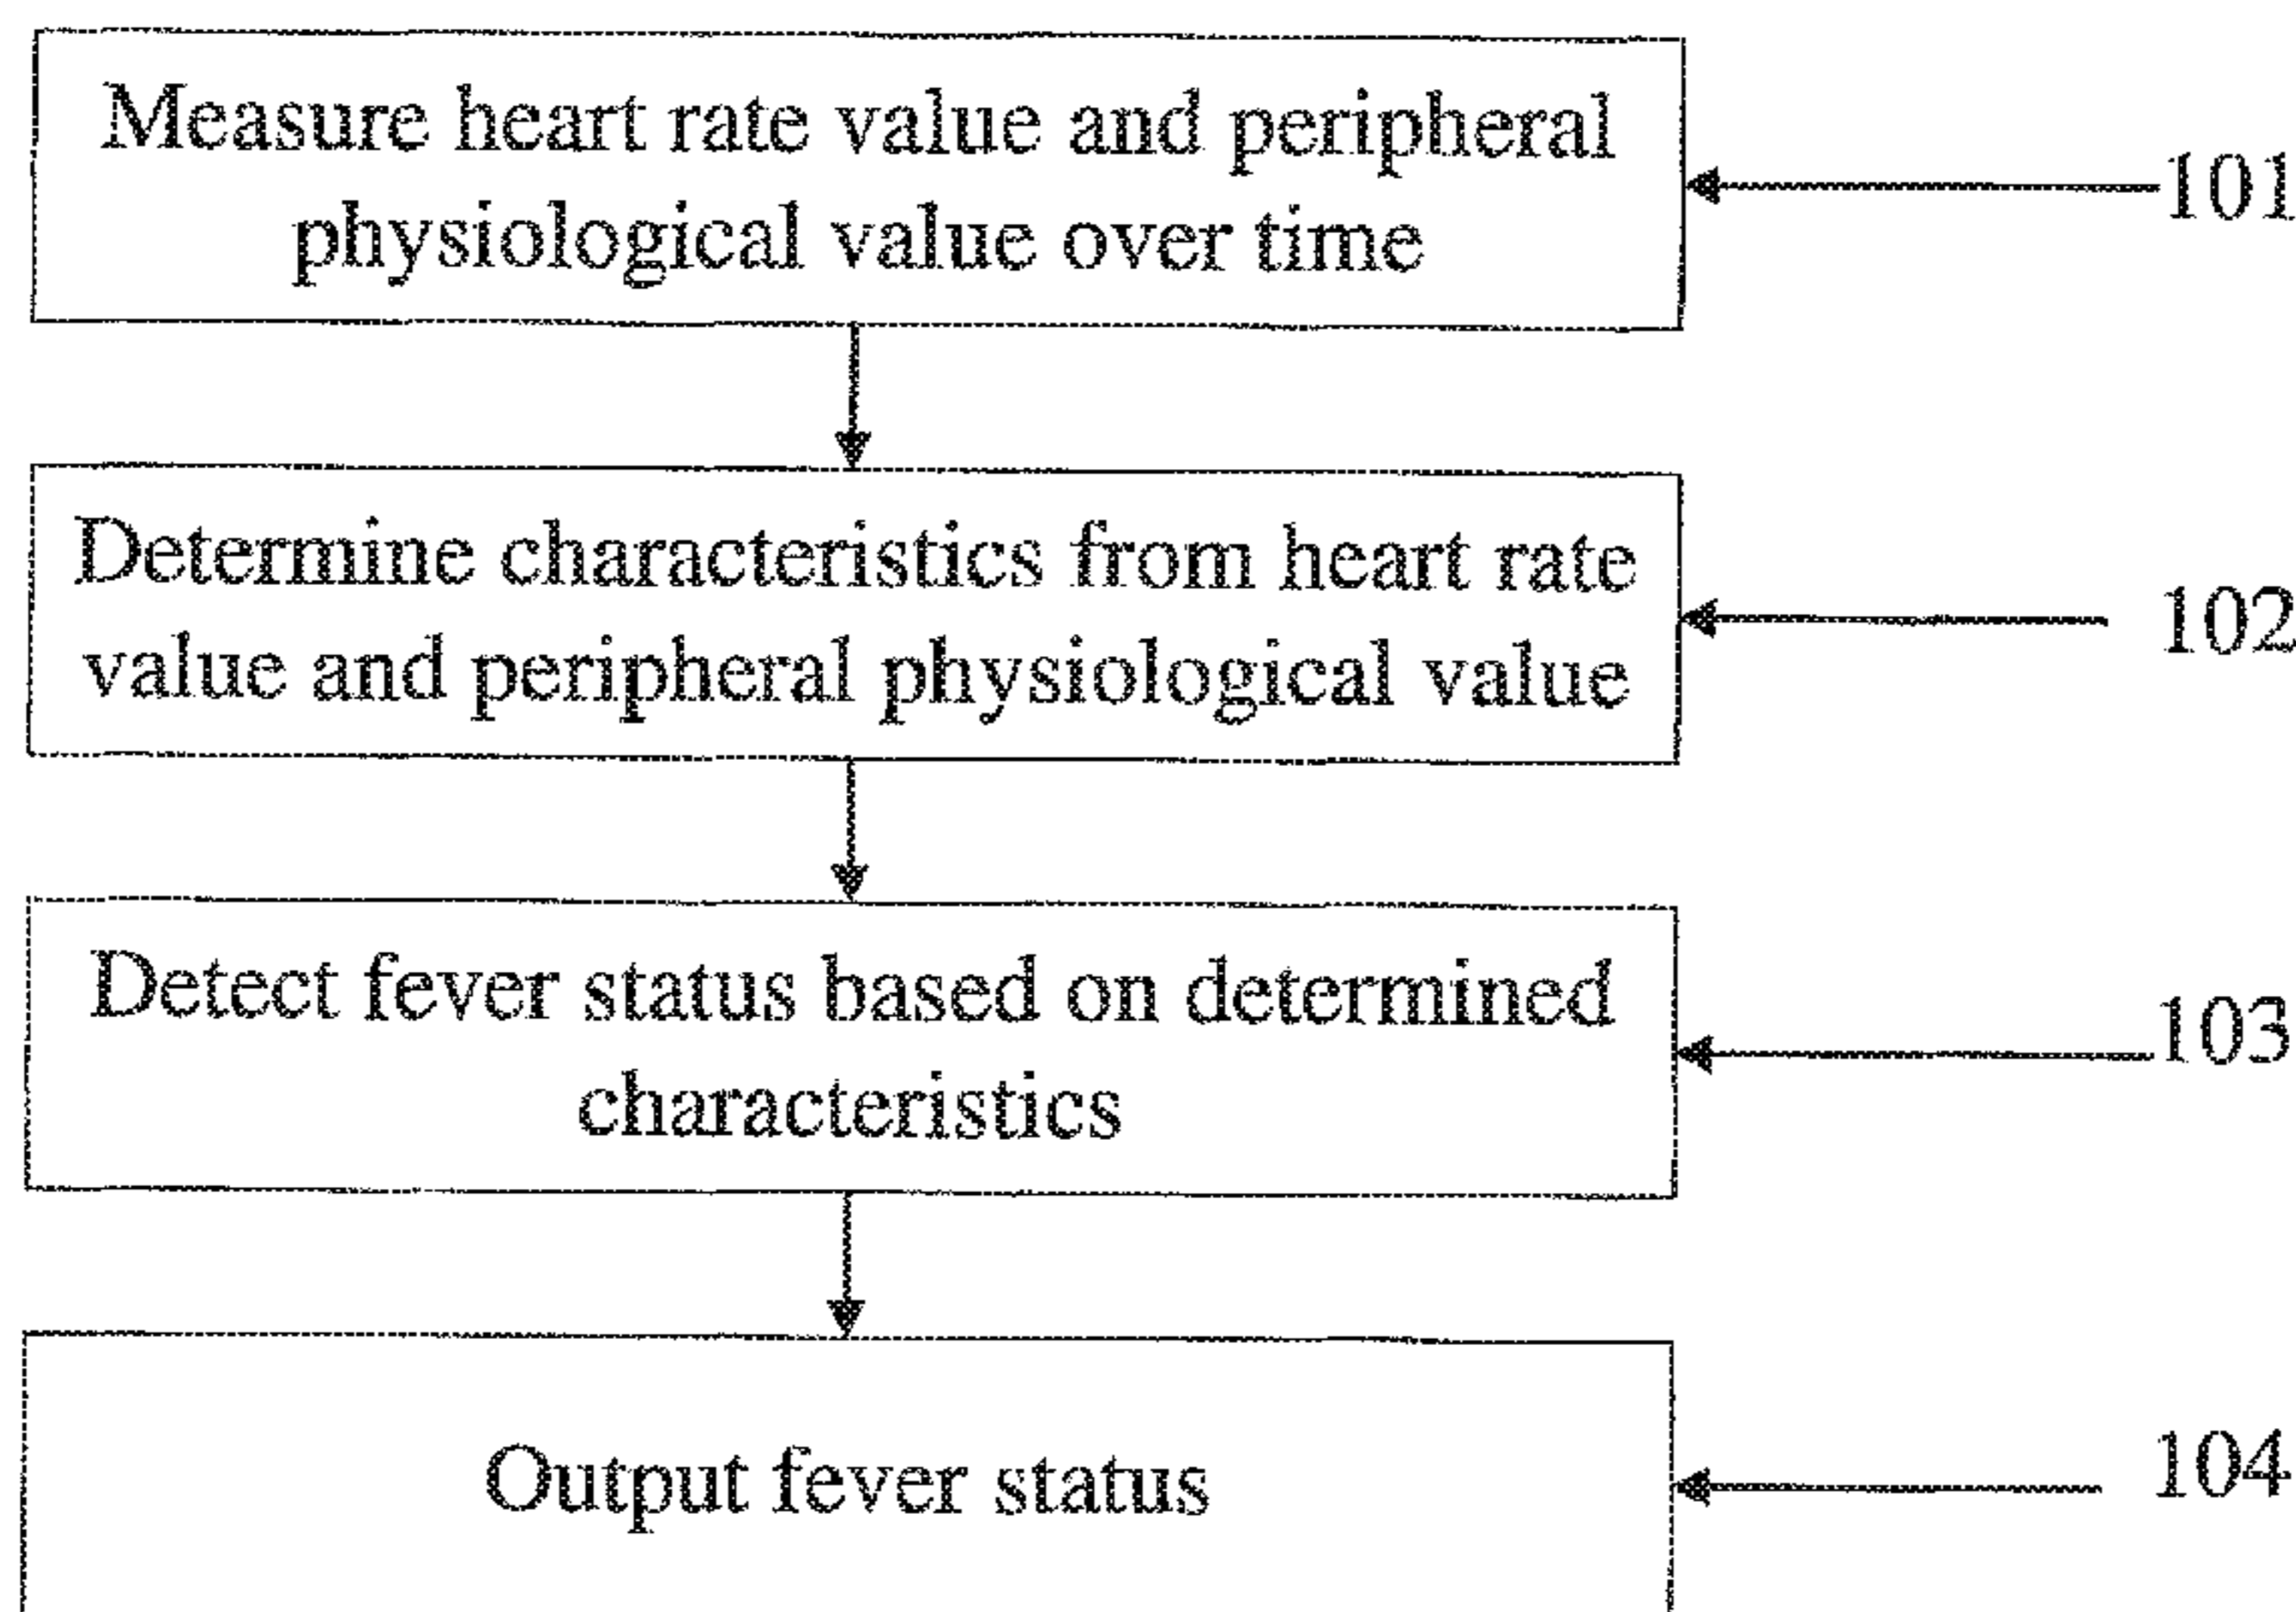 Measure heart rate value and peripheral
physiological value over time
101
Determine characteristics from heart rate
value and peripheral physiological value
102
Detect fever status based on determined
characteristics
103
Output fever status
104